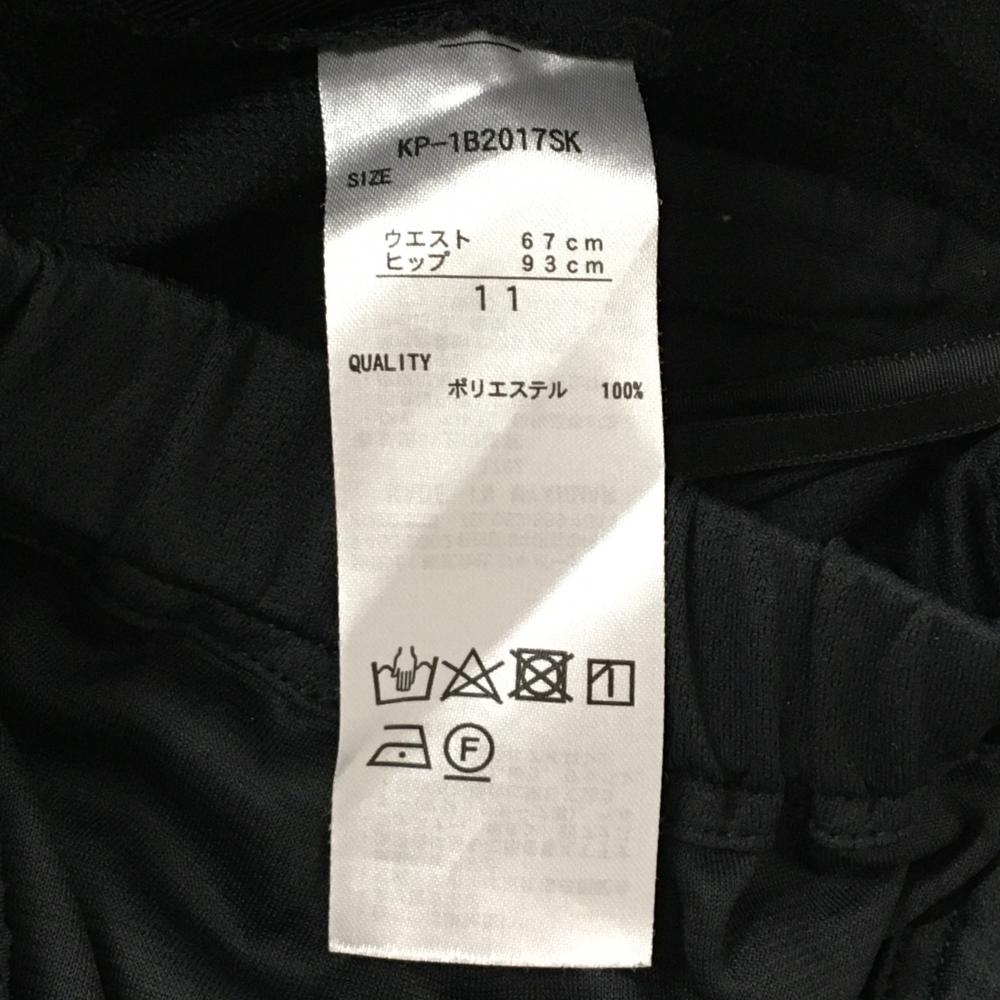 KP-1B2017SK
SIZE
ウエスト 67cm
ヒップ 93cm
11
QUALITY
ポリエステル 100%
F